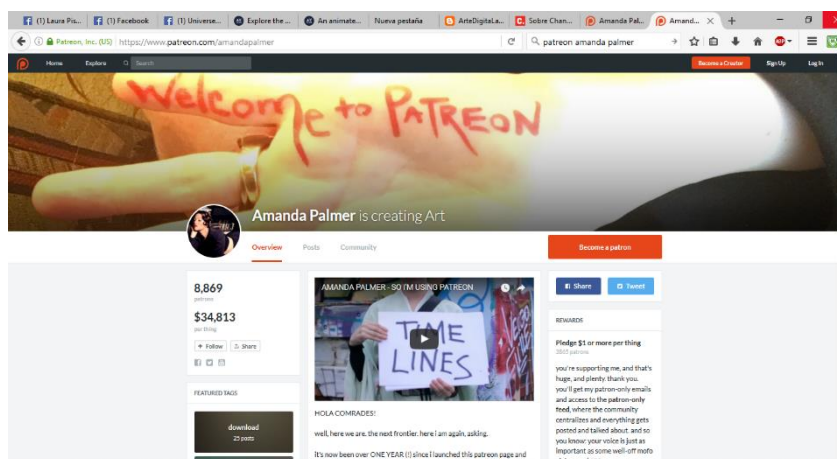 (1) Laura Pis...
(1) Facebook
(1) Universe...
Explore the ...
An animate...
Nueva pestaña
ArteDigitaLa...
Sobre Chan...
Amanda Pal...
Amand...
Patreon, Inc. (US)
https://www.patreon.com/amandapalmer
patreon amanda palmer
ABP
Home
Explore
Search
Become a Creator
Sign Up
Log In
Welcome to PATREON
Amanda Palmer is creating Art
Overview
Posts
Community
Become a patron
8,869
patrons
$34,813
per thing
Follow
Share
FEATURED TAGS
download
25 posts
AMANDA PALMER - SO I'M USING PATREON
TIME
LINES
HOLA COMRADES!
well, here we are. the next frontier. here i am again, asking.
it's now been over ONE YEAR (!) since i launched this patreon page and
Share
Tweet
REWARDS
Pledge $1 or more per thing
patrons
you're supporting me, and that's
huge, and plenty. thank you.
you'll get my patron-only emails
and access to the patron-only
feed, where the community
centralizes and everything gets
posted and talked about. and so
you know: your voice is just as
important as some well-off mofo